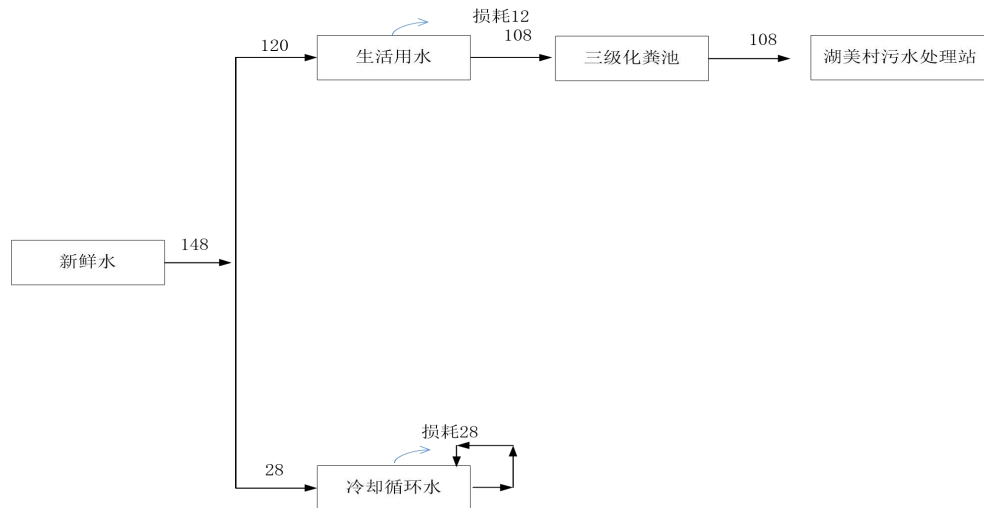 损耗12
120
生活用水
108
三级化粪池
108
湖美村污水处理站
新鲜水
148
损耗28
28
冷却循环水